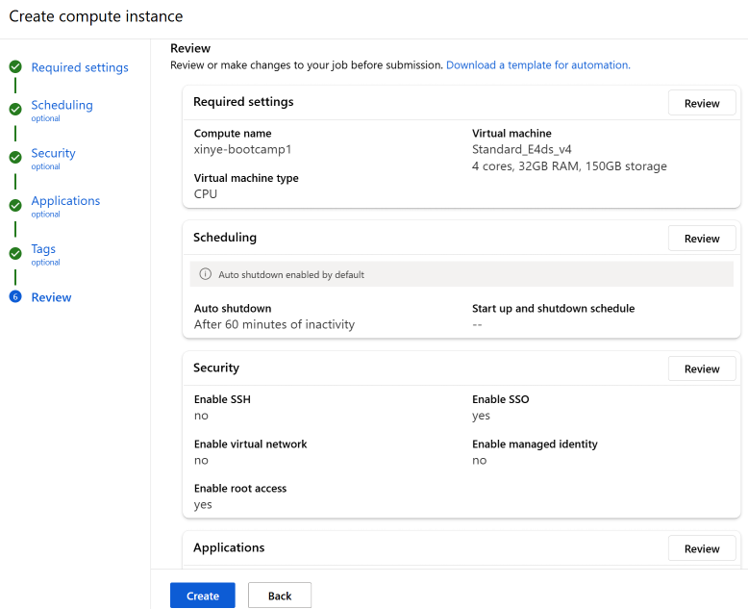 Create compute instance
Required settings
Scheduling
optional
Security
optional
Applications
optional
Tags
optional
6 Review
Review
Review or make changes to your job before submission. Download a template for automation.
Required settings
Review
Compute name
xinye-bootcamp1
Virtual machine
Standard_E4ds_v4
4 cores, 32GB RAM, 150GB storage
Virtual machine type
CPU
Scheduling
Review
Auto shutdown enabled by default
Auto shutdown
After 60 minutes of inactivity
Start up and shutdown schedule
--
Security
Review
Enable SSH
no
Enable SSO
yes
Enable virtual network
no
Enable managed identity
no
Enable root access
yes
Applications
Review
Create
Back